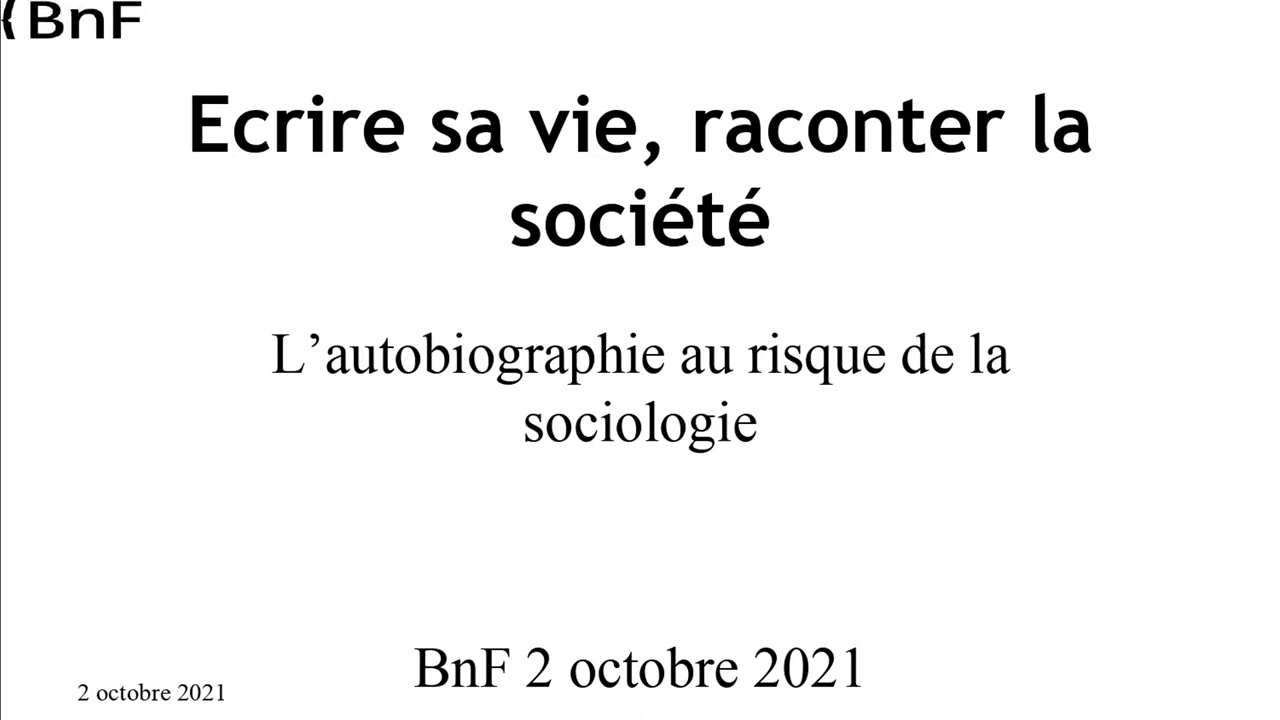 BnF
Ecrire sa vie, raconter la
société
L’autobiographie au risque de la
sociologie
BnF 2 octobre 2021
2 octobre 2021